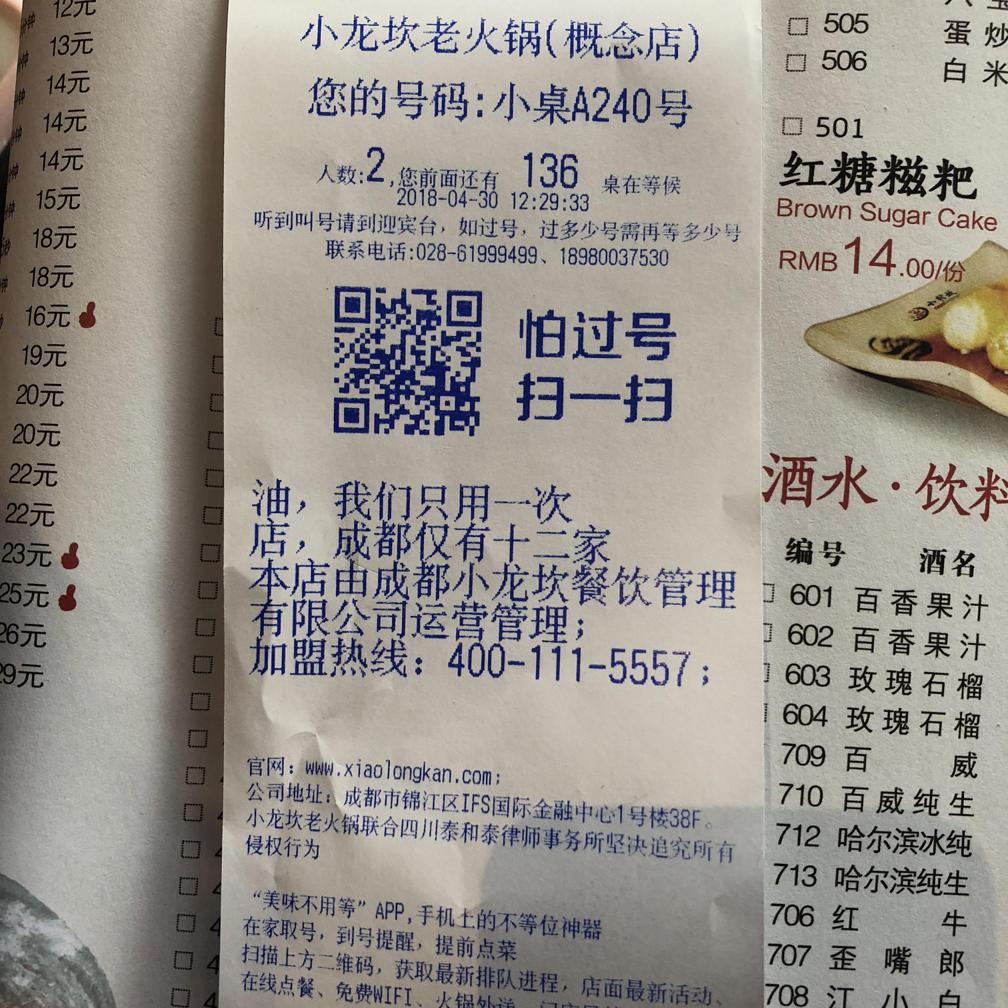 小龙坎老火锅(概念店)
您的号码:小桌A240号
人数:2,您前面还有 136 桌在等候
2018-04-30 12:29:33
听到叫号请到迎宾台，如过号，过多少号需再等多少号
联系电话:028-61999499、18980037530
怕过号
扫一扫
油，我们只用一次
店，成都仅有十二家
本店由成都小龙坎餐饮管理
有限公司运营管理；
加盟热线：400-111-5557；
官网：www.xiaolongkan.com；
公司地址：成都市锦江区IFS国际金融中心1号楼38F。
小龙坎老火锅联合四川泰和泰律师事务所坚决追究所有
侵权行为
“美味不用等”APP,手机上的不等位神器
在家取号，到号提醒，提前点菜
扫描上方二维码，获取最新排队进程，店面最新活动、
在线点餐、免费WIFI、火锅外送
12元
13元
14元
14元
14元
15元
18元
18元
16元
19元
20元
20元
22元
22元
23元
25元
26元
29元
505 蛋炒
506 白米
501
红糖糍粑
Brown Sugar Cake
RMB 14.00/份
酒水·饮料
编号 酒名
601 百香果汁
602 百香果汁
603 玫瑰石榴
604 玫瑰石榴
709 百威
710 百威纯生
712 哈尔滨冰纯
713 哈尔滨纯生
706 红牛
707 歪嘴郎
708 江小白